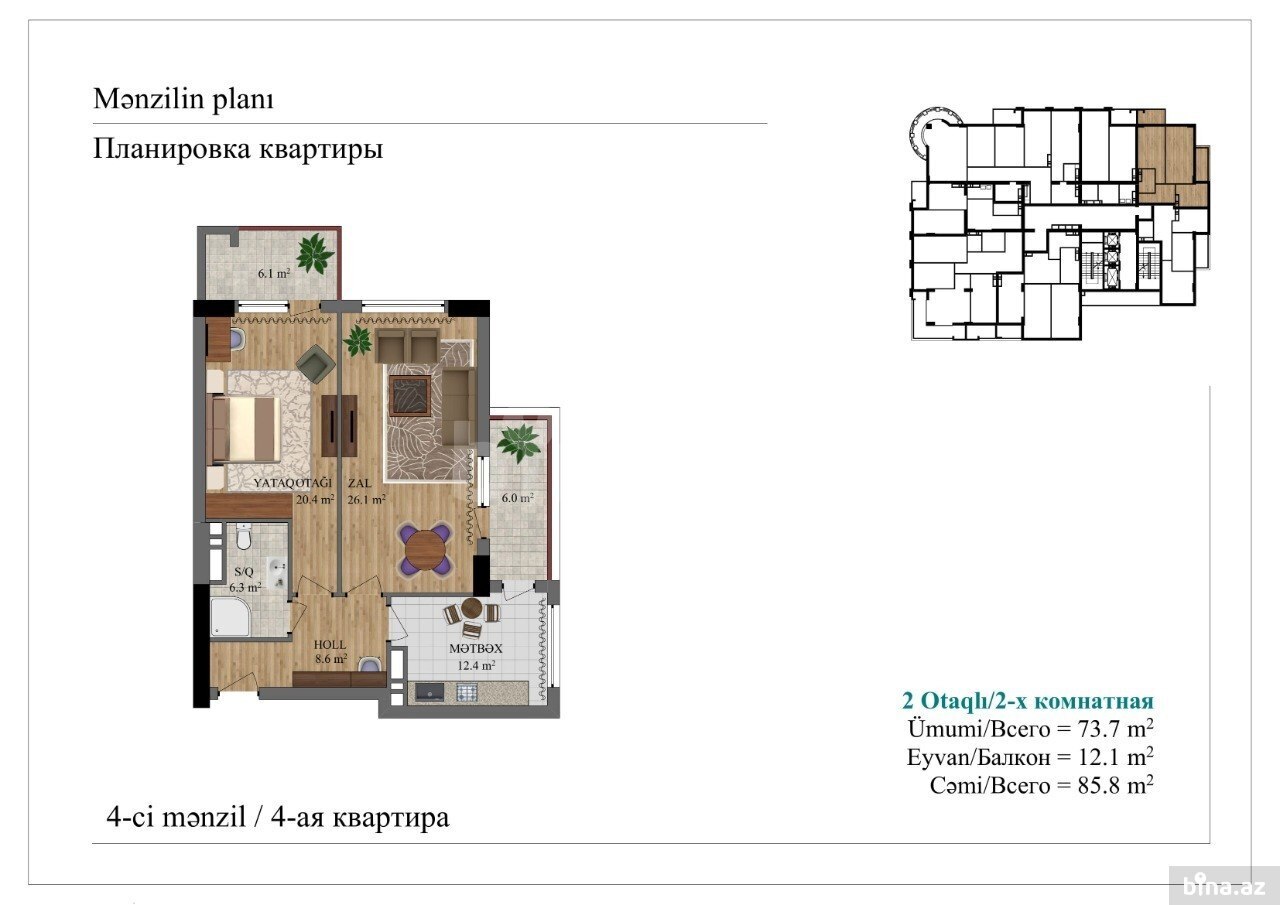 Mənzilin planı
Планировка квартиры
6.1 m²
YATAQOTAĞI
20.4 m²
ZAL
26.1 m²
6.0 m²
S/Q
6.3 m²
HOLL
8.6 m²
MƏTBƏX
12.4 m²
2 Otaqlı/2-х комнатная
Ümumi/Всего = 73.7 m²
Eyvan/Балкон = 12.1 m²
Cəmi/Всего = 85.8 m²
4-ci mənzil / 4-ая квартира
bina.az